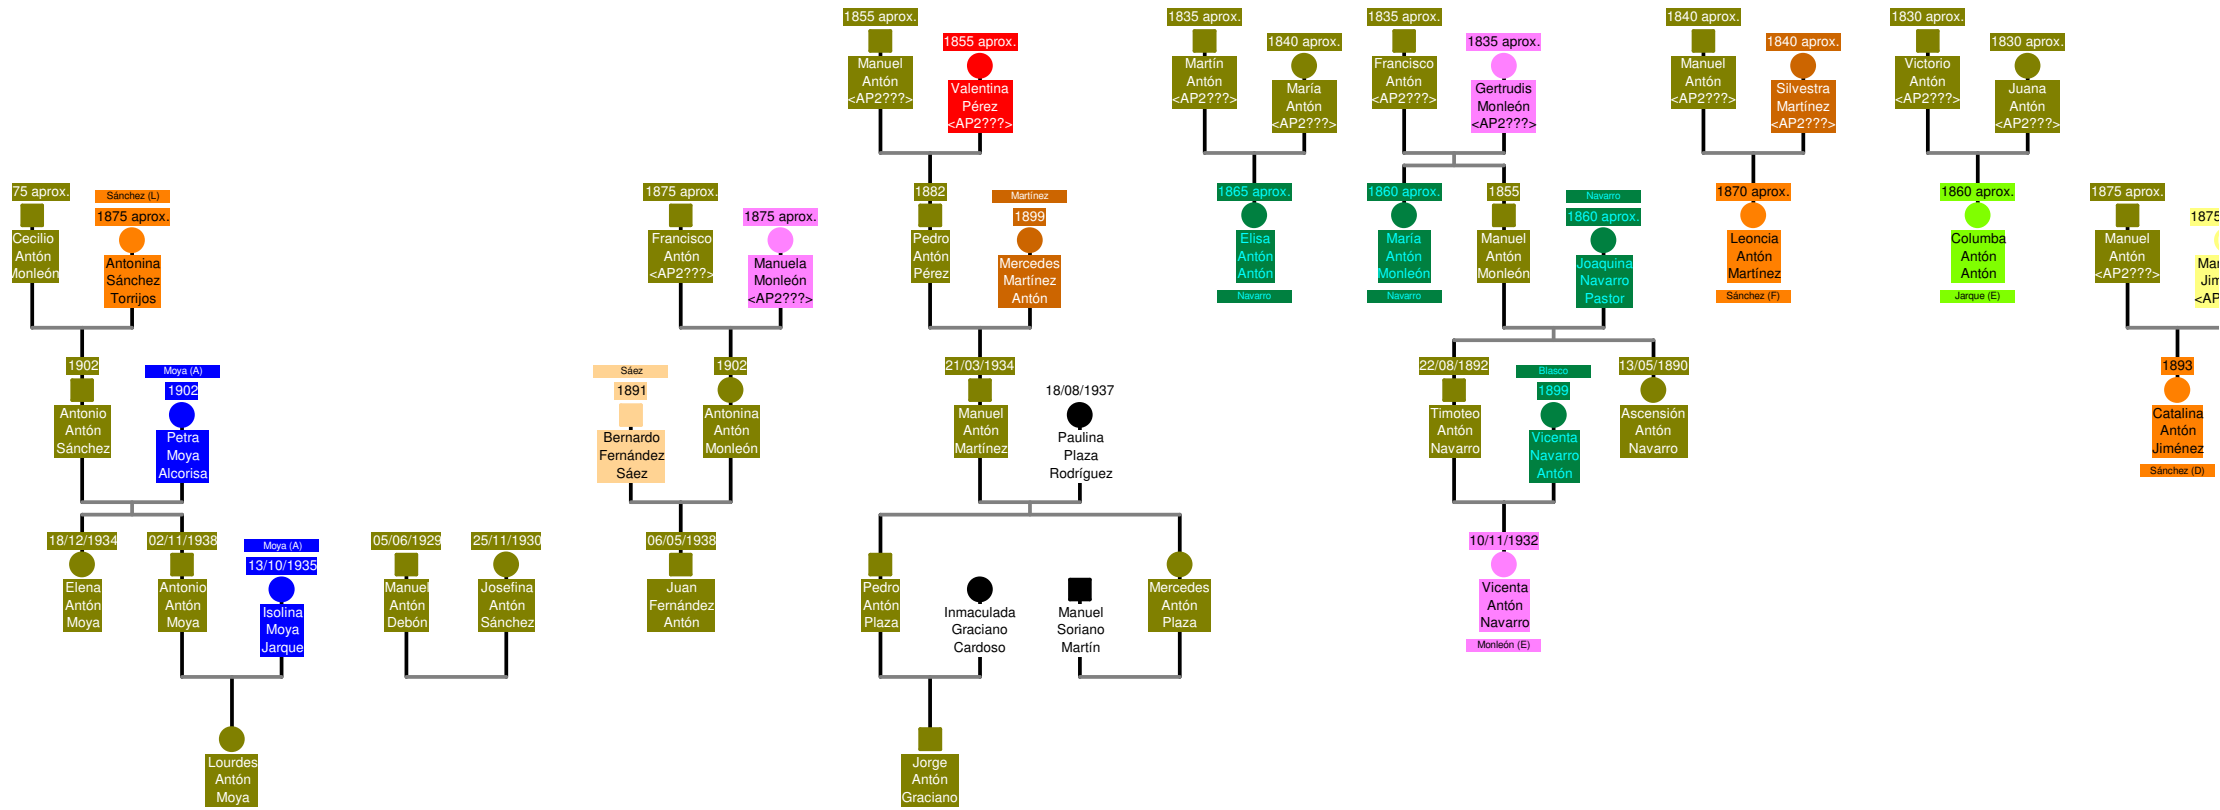 1855 aprox.
Manuel
Antón
<AP2???>
1855 aprox.
Valentina
Pérez
<AP2???>
1835 aprox.
Martín
Antón
<AP2???>
1840 aprox.
María
Antón
<AP2???>
1835 aprox.
Francisco
Antón
<AP2???>
1835 aprox.
Gertrudis
Monleón
<AP2???>
1840 aprox.
Manuel
Antón
<AP2???>
1840 aprox.
Silvestra
Martínez
<AP2???>
1830 aprox.
Victorio
Antón
<AP2???>
1830 aprox.
Juana
Antón
<AP2???>
75 aprox.
Cecilio
Antón
Monleón
Sánchez (L)
1875 aprox.
Antonina
Sánchez
Torrijos
1875 aprox.
Francisco
Antón
<AP2???>
1875 aprox.
Manuela
Monleón
<AP2???>
1882
Pedro
Antón
Pérez
Martínez
1899
Mercedes
Martínez
Antón
1865 aprox.
Elisa
Antón
Antón
Navarro
1860 aprox.
María
Antón
Monleón
Navarro
1855
Manuel
Antón
Monleón
Navarro
1860 aprox.
Joaquina
Navarro
Pastor
1870 aprox.
Leoncia
Antón
Martínez
Sánchez (F)
1860 aprox.
Columba
Antón
Antón
Jarque (E)
1875 aprox.
Manuel
Antón
<AP2???>
1875
Mar
Jim
<AP
1902
Antonio
Antón
Sánchez
Moya (A)
1902
Petra
Moya
Alcorisa
Sáez
1891
Bernardo
Fernández
Sáez
1902
Antonina
Antón
Monleón
21/03/1934
Manuel
Antón
Martínez
18/08/1937
Paulina
Plaza
Rodríguez
22/08/1892
Timoteo
Antón
Navarro
Blasco
1899
Vicenta
Navarro
Antón
13/05/1890
Ascensión
Antón
Navarro
1893
Catalina
Antón
Jiménez
Sánchez (D)
18/12/1934
Elena
Antón
Moya
02/11/1938
Antonio
Antón
Moya
Moya (A)
13/10/1935
Isolina
Moya
Jarque
05/06/1929
Manuel
Antón
Debón
25/11/1930
Josefina
Antón
Sánchez
06/05/1938
Juan
Fernández
Antón
Pedro
Antón
Plaza
Inmaculada
Graciano
Cardoso
Manuel
Soriano
Martín
Mercedes
Antón
Plaza
10/11/1932
Vicenta
Antón
Navarro
Monleón (E)
Lourdes
Antón
Moya
Jorge
Antón
Graciano